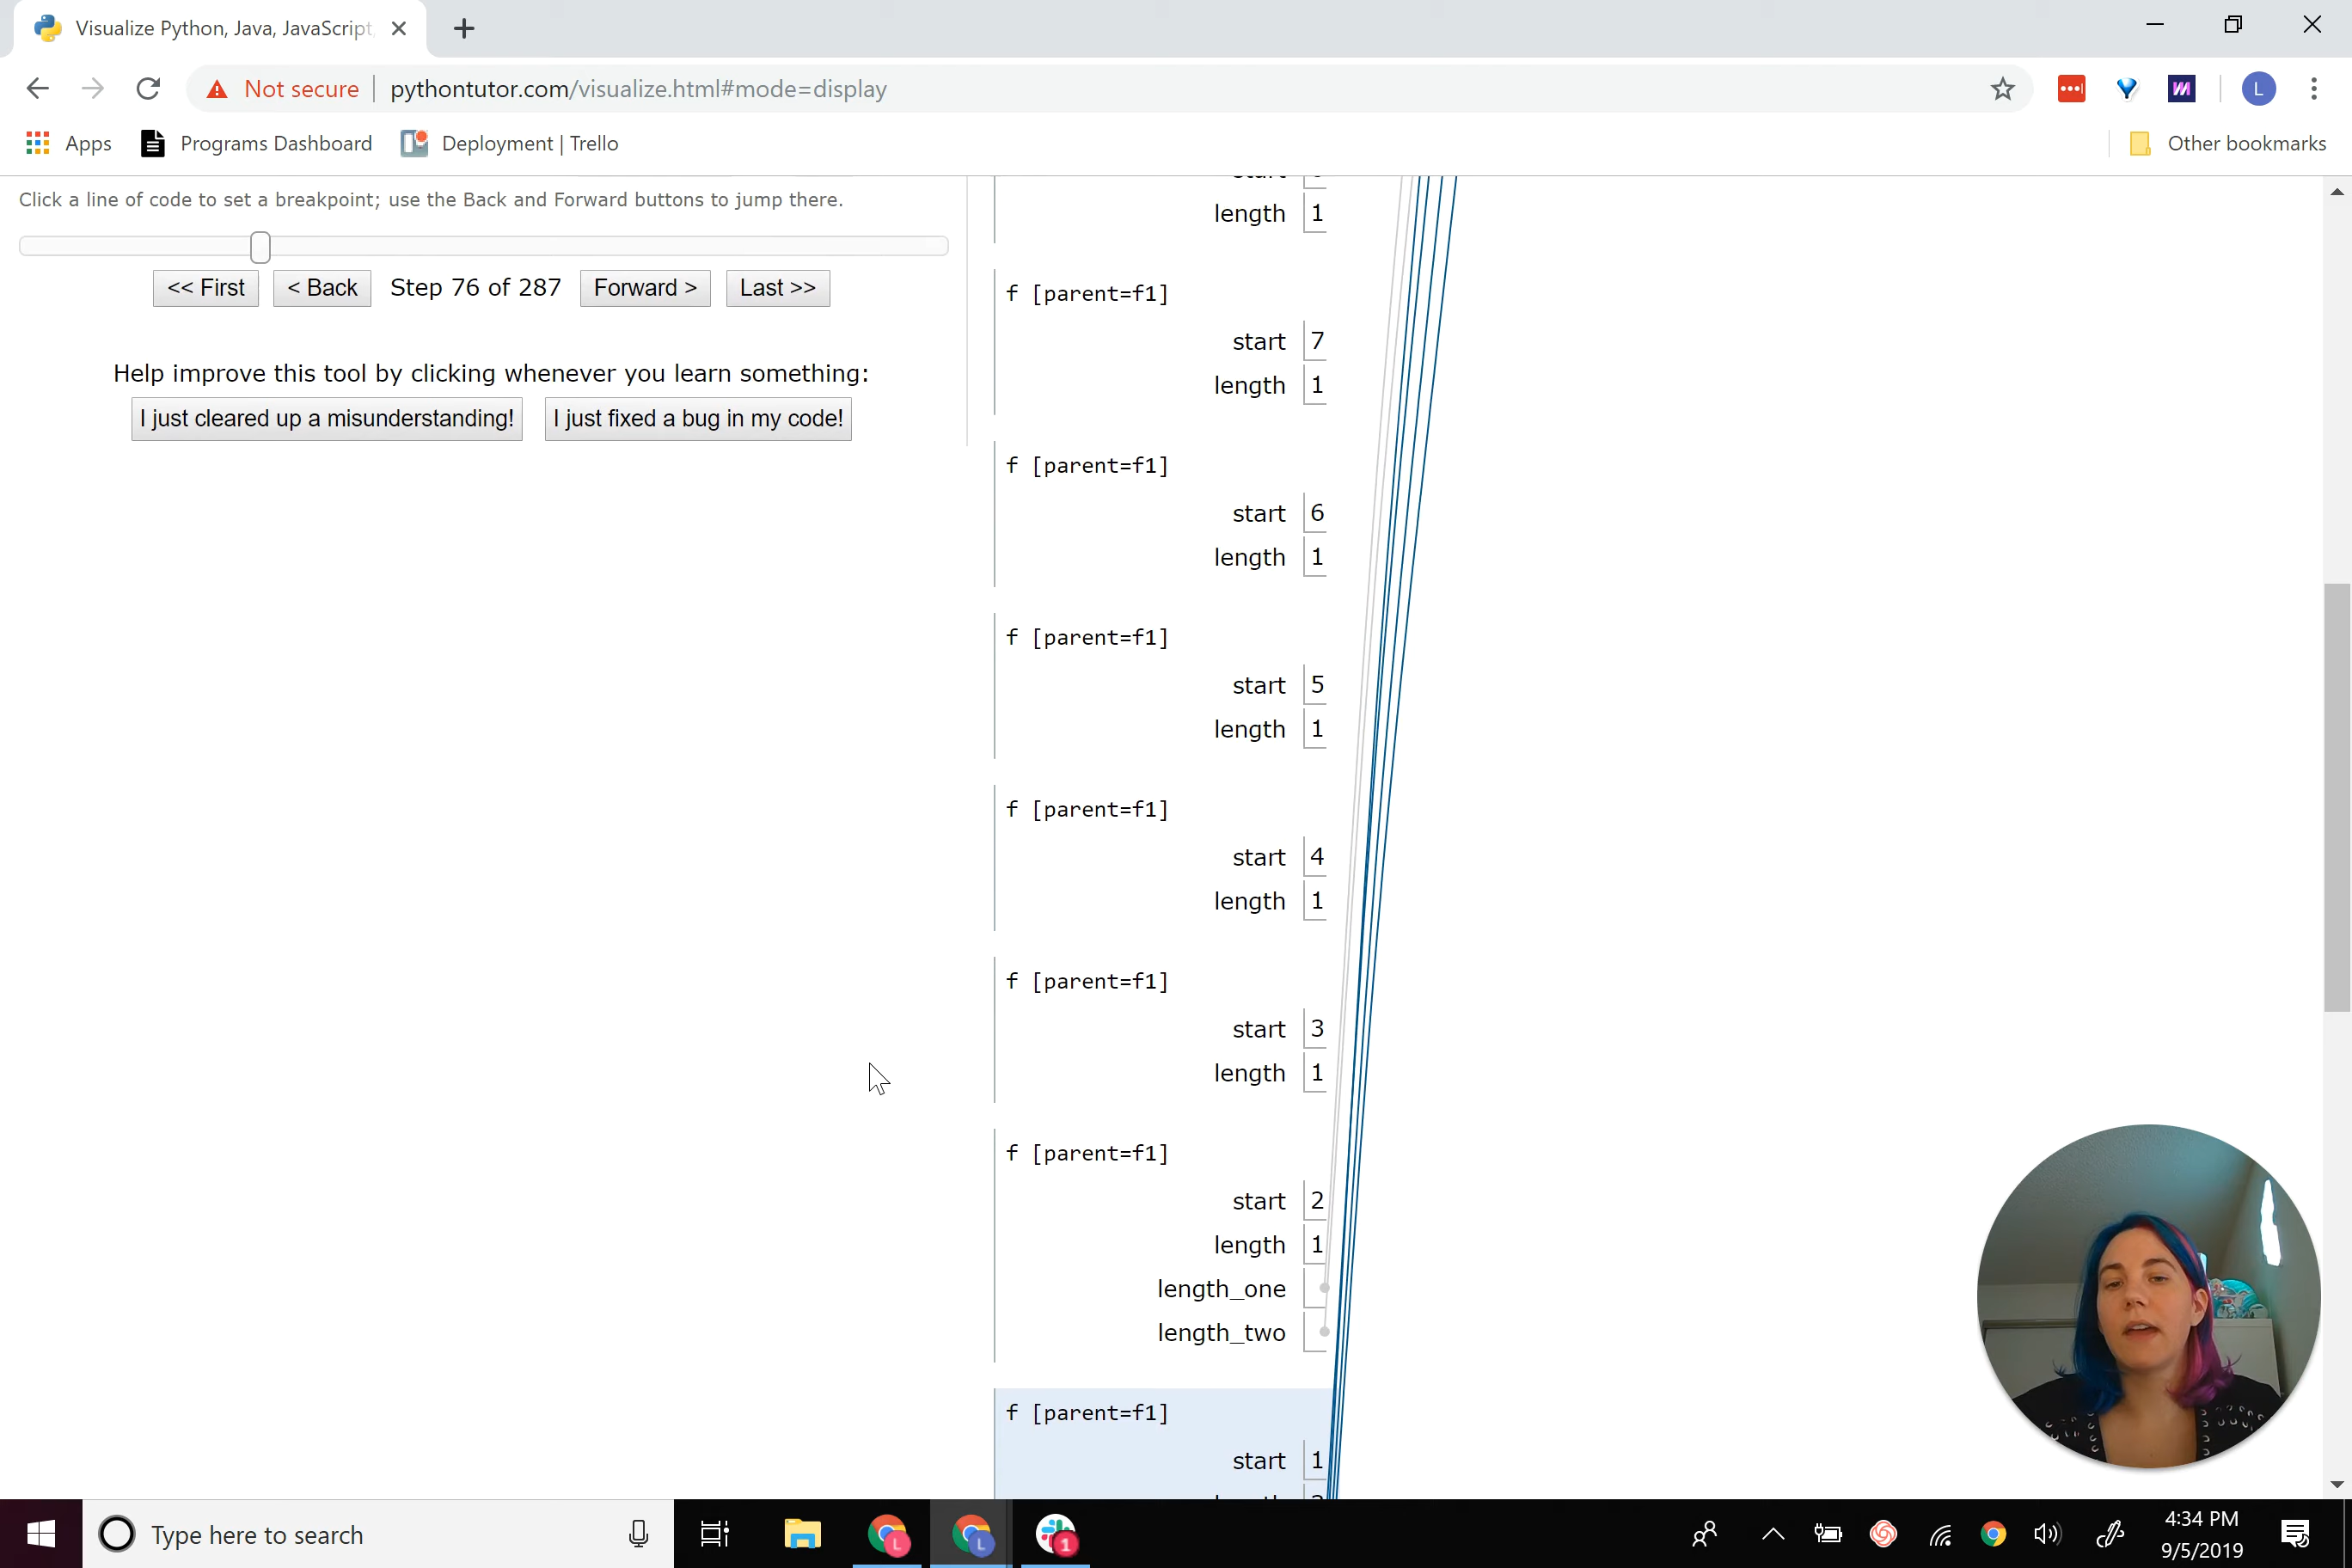 Visualize Python, Java, JavaScript,
Not secure
pythontutor.com/visualize.html#mode=display
L
Apps
Programs Dashboard
Deployment | Trello
Other bookmarks
Click a line of code to set a breakpoint; use the Back and Forward buttons to jump there.
<< First
< Back
Step 76 of 287
Forward >
Last >>
Help improve this tool by clicking whenever you learn something:
I just cleared up a misunderstanding!
I just fixed a bug in my code!
length 1
f [parent=f1]
start 7
length 1
f [parent=f1]
start 6
length 1
f [parent=f1]
start 5
length 1
f [parent=f1]
start 4
length 1
f [parent=f1]
start 3
length 1
f [parent=f1]
start 2
length 1
length_one
length_two
f [parent=f1]
start 1
Type here to search
L
L
1
4:34 PM
9/5/2019